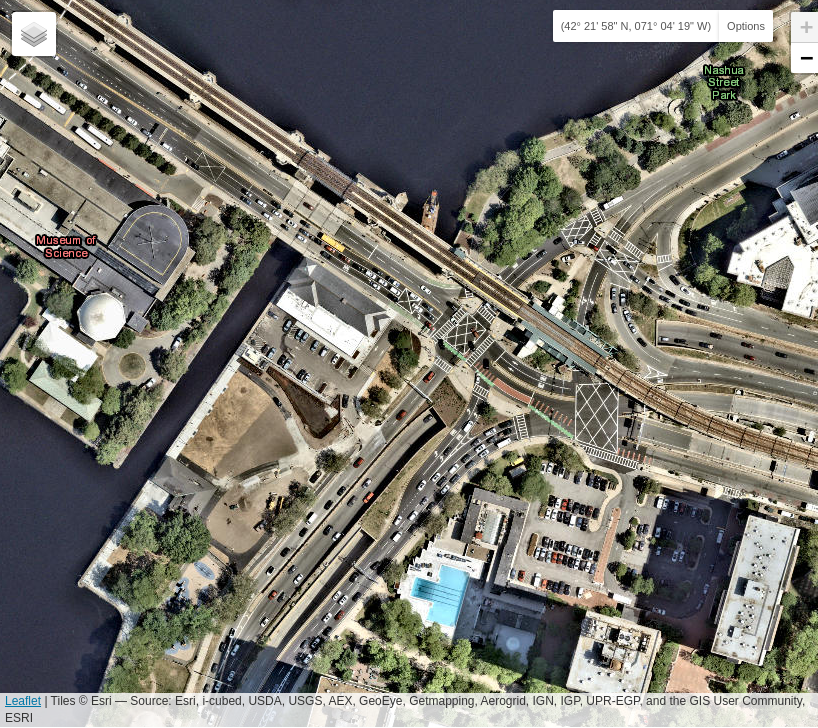 (42° 21' 58" N, 071° 04' 19" W) Options
+
−
Nashua
Street
Park
Museum of
Science
Leaflet | Tiles © Esri — Source: Esri, i-cubed, USDA, USGS, AEX, GeoEye, Getmapping, Aerogrid, IGN, IGP, UPR-EGP, and the GIS User Community,
ESRI